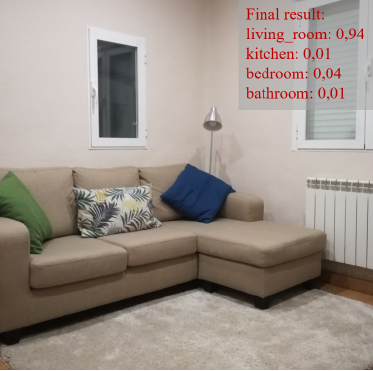 Final result:
living_room: 0,94
kitchen: 0,01
bedroom: 0,04
bathroom: 0,01